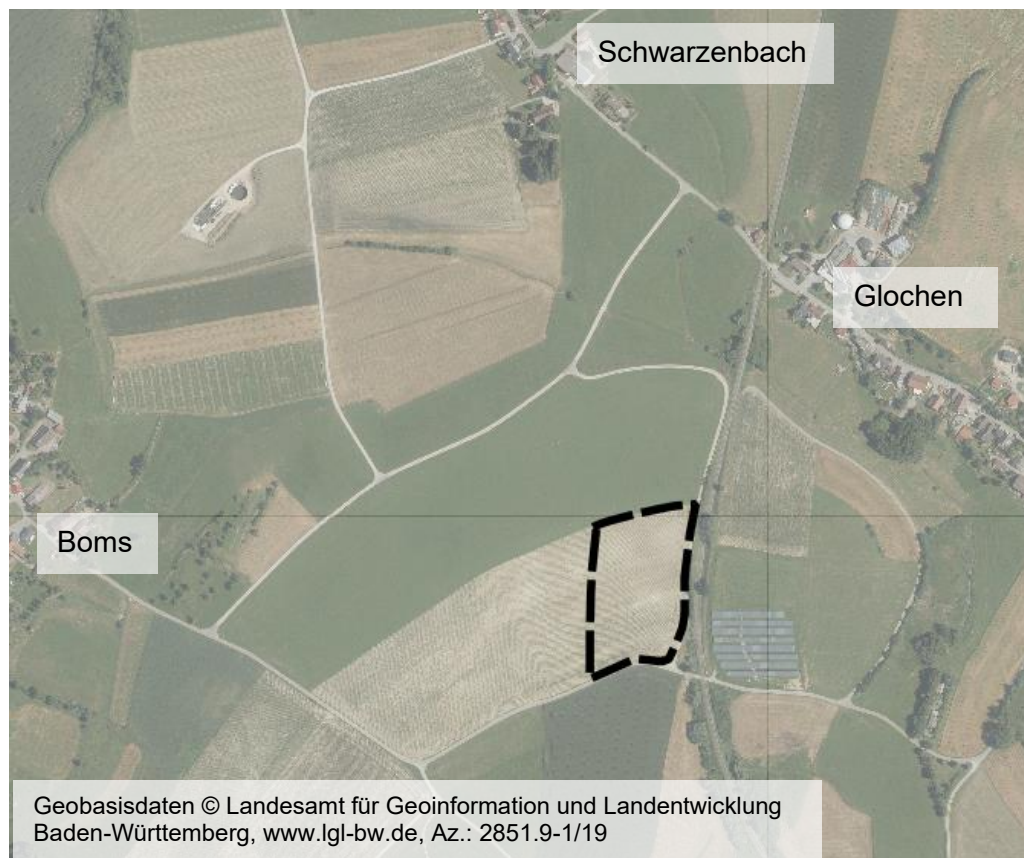 Schwarzenbach
Glochen
Boms
Geobasisdaten © Landesamt für Geoinformation und Landentwicklung
Baden-Württemberg, www.lgl-bw.de, Az.: 2851.9-1/19